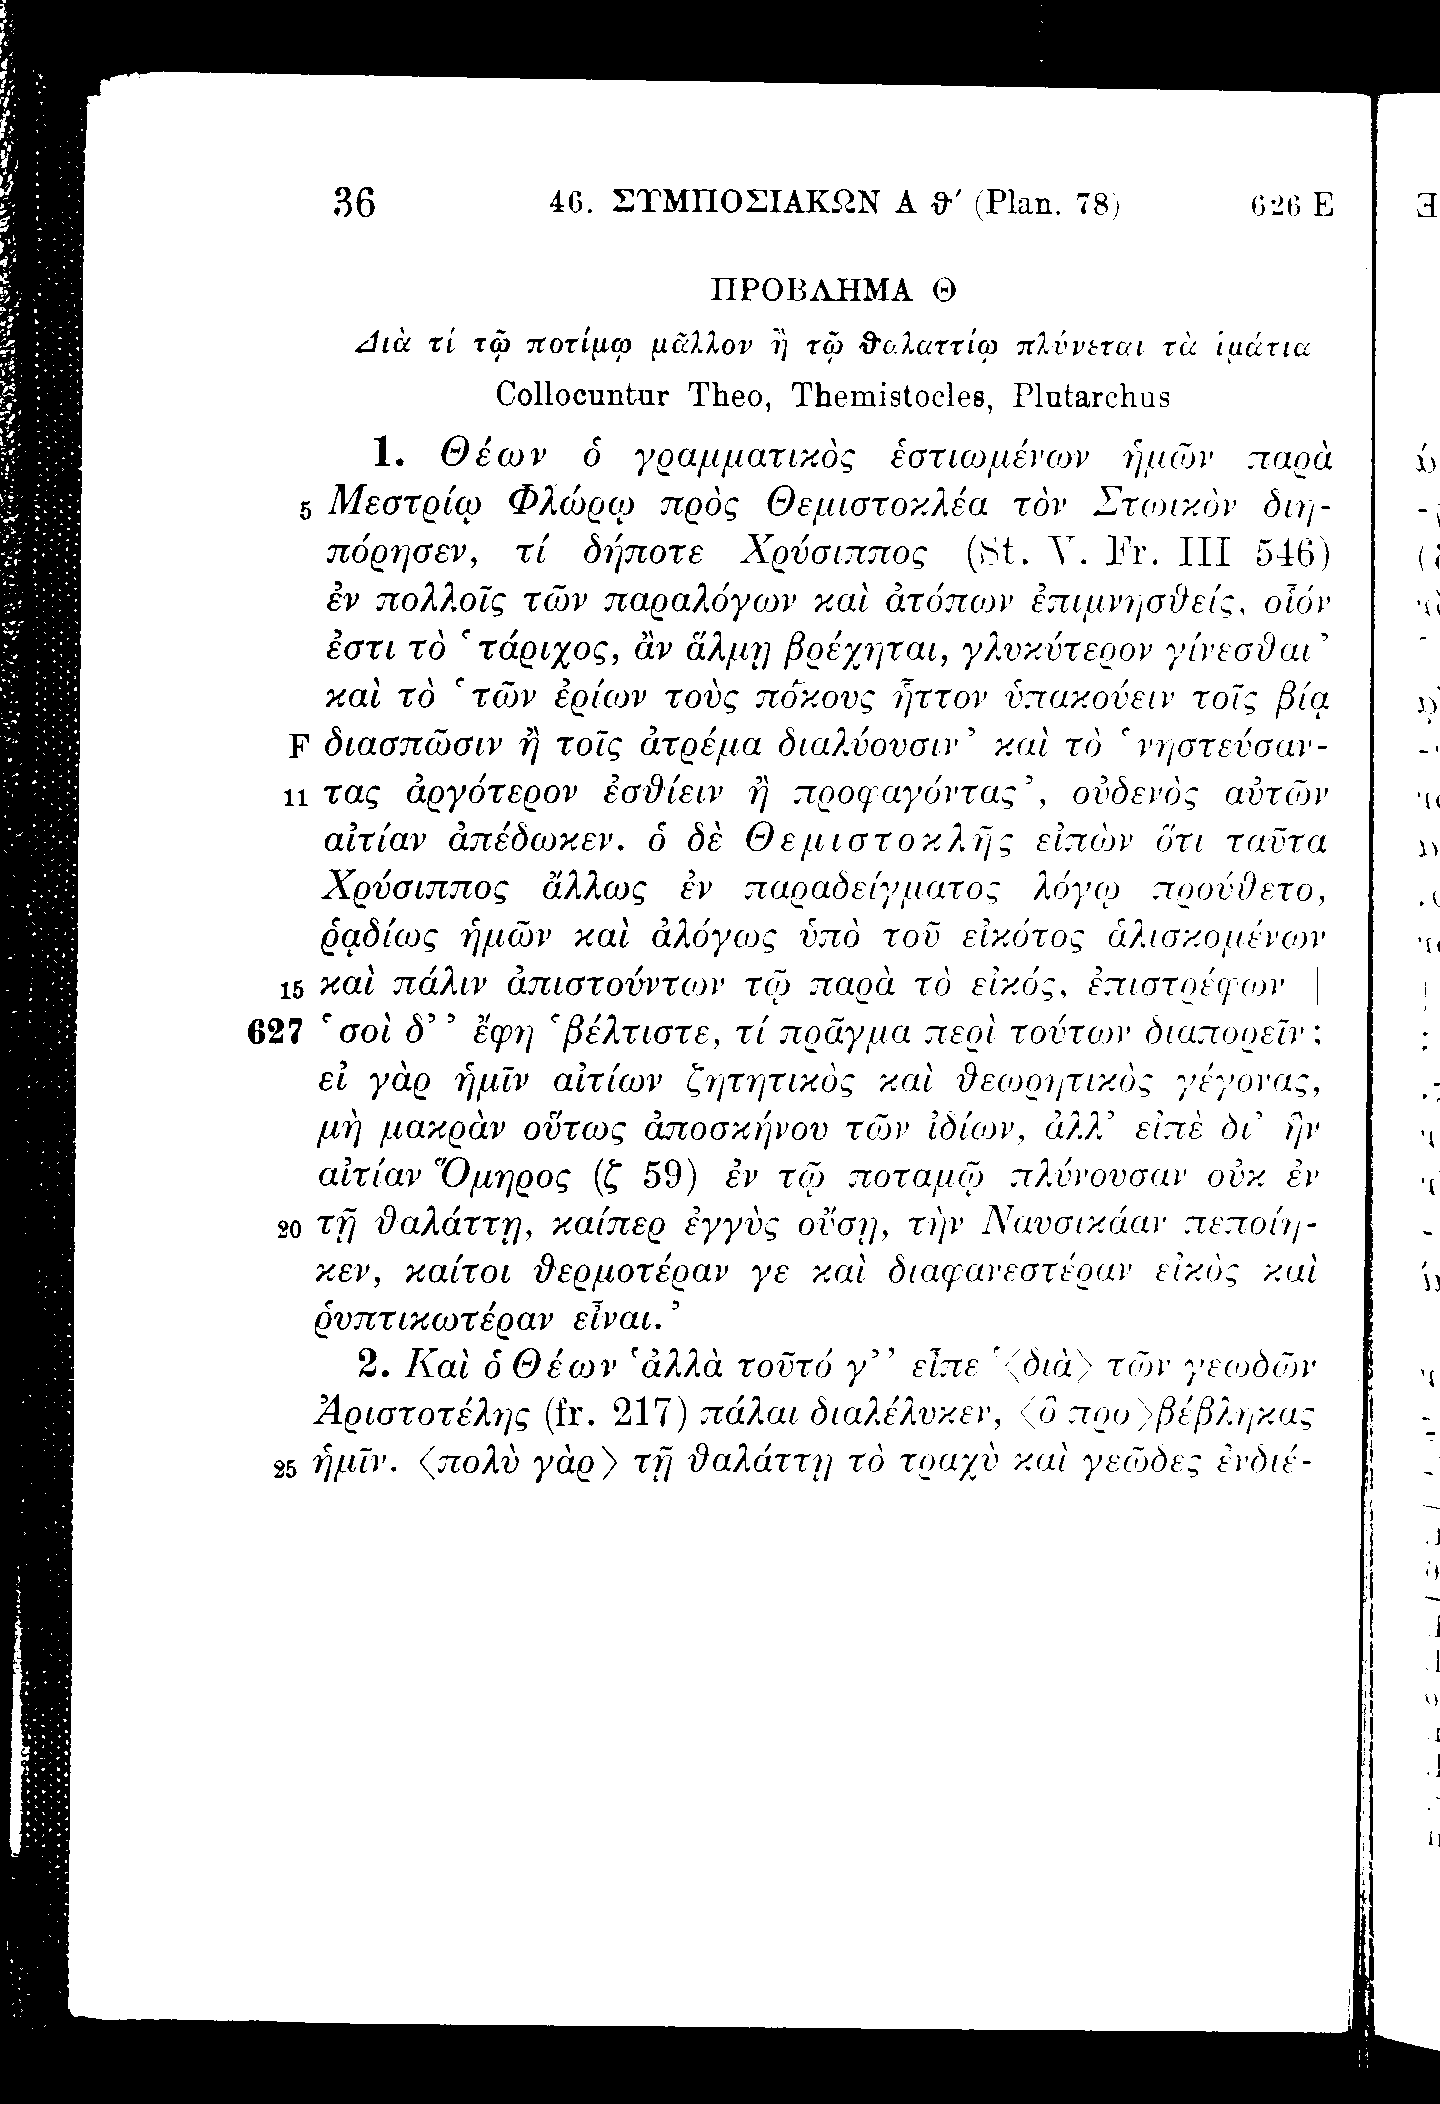 36 46. ΣΥΜΠΟΣΙΑΚΩΝ Α ϑ′ (Plan. 78) 626 E
ΠΡΟΒΛΗΜΑ Θ
Διὰ τί τῷ ποτίμῳ μᾶλλον ἢ τῷ ϑαλαττίῳ πλύνεται τὰ ἱμάτια
Collocuntur Theo, Themistocles, Plutarchus
1. Θέων ὁ γραμματικὸς ἑστιωμένων ἡμῶν παρὰ
5 Μεστρίῳ Φλώρῳ πρὸς Θεμιστοκλέα τὸν Στωικὸν διη-
πόρησεν, τί δήποτε Χρύσιππος (St. V. Fr. III 546)
ἐν πολλοῖς τῶν παραλόγων καὶ ἀτόπων ἐπιμνησϑείς, οἷόν
ἐστι τὸ ‘τάριχος, ἂν ἅλμῃ βρέχηται, γλυκύτερον γίνεσϑαι’
καὶ τὸ ‘τῶν ἐρίων τοὺς πόκους ἧττον ὑπακούειν τοῖς βίᾳ
F διασπῶσιν ἢ τοῖς ἀτρέμα διαλύουσιν’ καὶ τὸ ‘νηστεύσαν-
11 τας ἀργότερον ἐσϑίειν ἢ προφαγόντας’, οὐδενὸς αὐτῶν
αἰτίαν ἀπέδωκεν. ὁ δὲ Θεμιστοκλῆς εἰπὼν ὅτι ταῦτα
Χρύσιππος ἄλλως ἐν παραδείγματος λόγῳ προύϑετο,
ῥᾳδίως ἡμῶν καὶ ἀλόγως ὑπὸ τοῦ εἰκότος ἁλισκομένων
15 καὶ πάλιν ἀπιστούντων τῷ παρὰ τὸ εἰκός, ἐπιστρέφων |
627 ‘σοὶ δ’’ ἔφη ‘βέλτιστε, τί πρᾶγμα περὶ τούτων διαπορεῖν;
εἰ γὰρ ἡμῖν αἰτίων ζητητικὸς καὶ ϑεωρητικὸς γέγονας,
μὴ μακρὰν οὕτως ἀποσκήνου τῶν ἰδίων, ἀλλ’ εἰπὲ δι’ ἣν
αἰτίαν Ὅμηρος (ζ 59) ἐν τῷ ποταμῷ πλύνουσαν οὐκ ἐν
20 τῇ ϑαλάττῃ, καίπερ ἐγγὺς οὔσῃ, τὴν Ναυσικάαν πεποίη-
κεν, καίτοι ϑερμοτέραν γε καὶ διαφανεστέραν εἰκὸς καὶ
ῥυπτικωτέραν εἶναι.’
2. Καὶ ὁ Θέων ‘ἀλλὰ τοῦτό γ’’ εἶπε ‘⟨διὰ⟩ τῶν γεωδῶν
Ἀριστοτέλης (fr. 217) πάλαι διαλέλυκεν, ⟨ὃ προ⟩βέβληκας
25 ἡμῖν. ⟨πολὺ γὰρ⟩ τῇ ϑαλάττῃ τὸ τραχὺ καὶ γεῶδες ἐνδιέ-